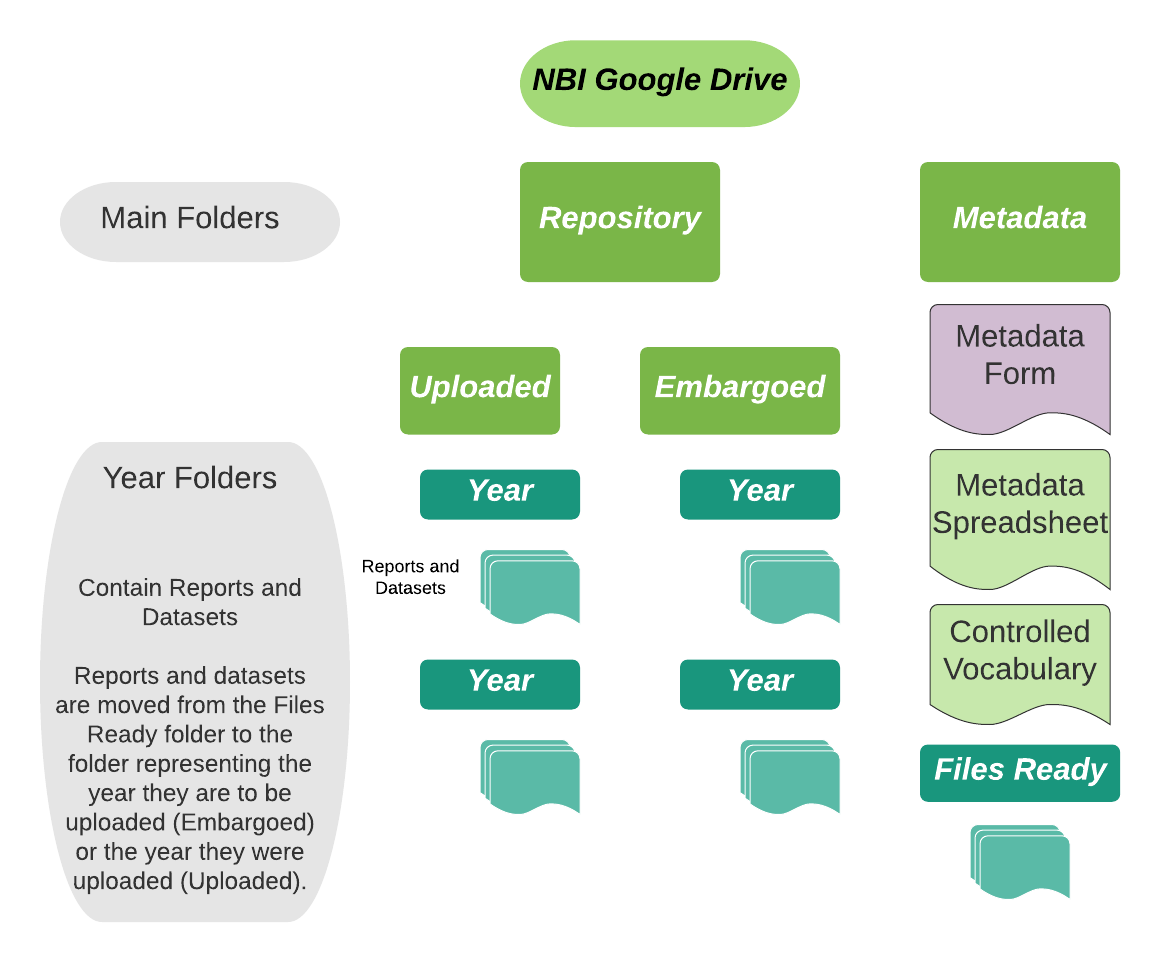 NBI Google Drive
Main Folders
Repository
Metadata
Metadata
Form
Uploaded
Embargoed
Year Folders
Year
Year
Metadata
Spreadsheet
Contain Reports and
Datasets
Reports and
Datasets
Controlled
Vocabulary
Reports and datasets
are moved from the Files
Ready folder to the
folder representing the
year they are to be
uploaded (Embargoed)
or the year they were
uploaded (Uploaded).
Year
Year
Files Ready